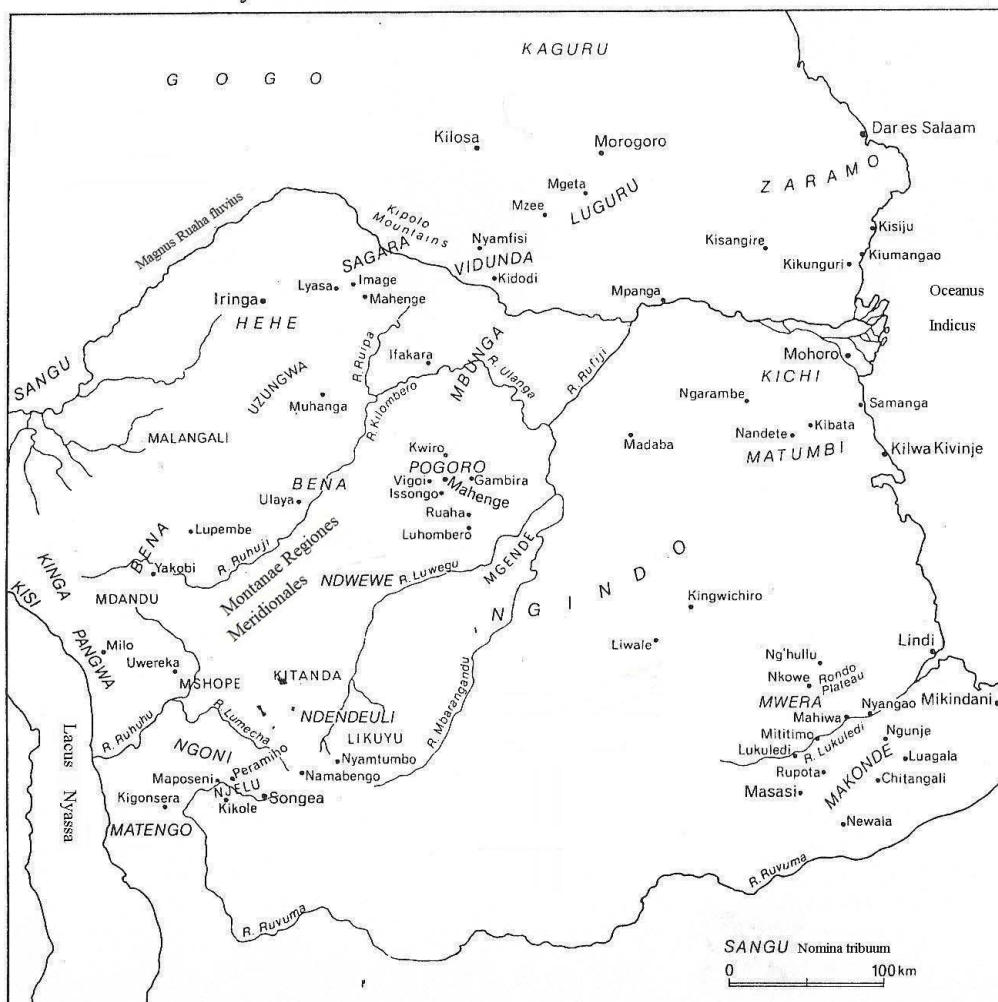 KAGURU
GOGO
Kilosa
Morogoro
Dar es Salaam
ZARAMO
Mgeta
Mzee
LUGURU
Magnus Ruaha fluvius
Kipolo
Mountains
Nyamfisi
Kisangire
Kisiju
Kiumangao
Kikunguri
SAGARA
VIDUNDA
Kidodi
Lyasa
Image
Mahenge
Iringa
HEHE
Mpanga
Oceanus
Indicus
SANGU
UZUNGWA
R. Ruipa
Ifakara
MBUNGA
R. Ulanga
R. Rufiji
Mohoro
KICHI
Muhanga
R. Kilombero
Ngarambe
Samanga
MALANGALI
Madaba
Nandete
Kibata
MATUMBI
Kilwa Kivinje
Kwiro
POGORO
Vigoi
Mahenge
Gambira
Issongo
BENA
Ulaya
Ruaha
Luhombero
Lupembe
BENA
Yakobi
R. Ruhuji
Montanae Regiones
Meridionales
NDWEWE
R. Luwegu
MGENDE
NGINDO
KINGA
KISI
MDANDU
Kingwichiro
PANGWA
Milo
Uwereka
MSHOPE
KITANDA
Liwale
Ng'hullu
Lindi
Nkowe
Rondo
Plateau
MWERA
Nyangao
Mikindani
Mahiwa
R. Ruhuhu
R. Lumecha
NDENDEULI
LIKUYU
R. Mbarangandu
Mititimo
Ngunje
Lukuledi
R. Lukuledi
Luagala
NGONI
Peramiho
Nyamtumbo
Namabengo
Maposeni
NJELU
Rupota
MAKONDE
Chitangali
Masasi
Kigonsera
Kikole
Songea
MATENGO
Newala
Lacus Nyassa
R. Ruvuma
R. Ruvuma
SANGU Nomina tribuum
0 100 km